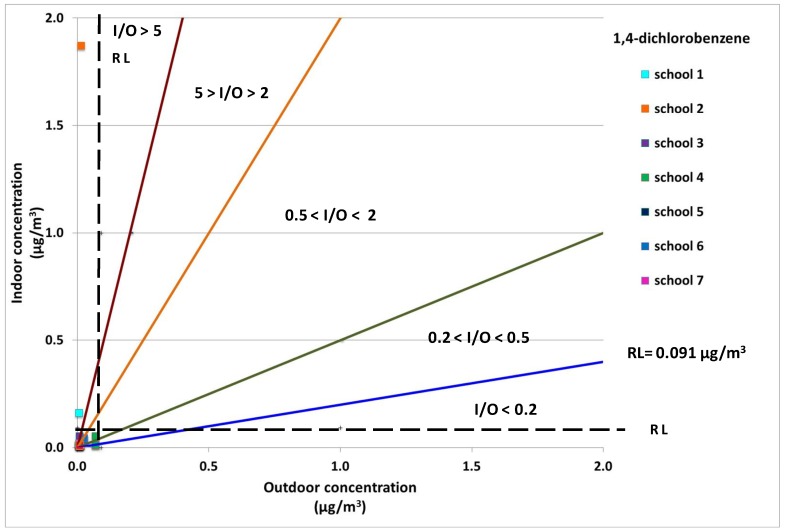 2.0
1.5
1.0
0.5
0.0
0.0 0.5 1.0 1.5 2.0
Indoor concentration
(µg/m³)
Outdoor concentration
(µg/m³)
I/O > 5
R L
5 > I/O > 2
0.5 < I/O < 2
0.2 < I/O < 0.5
I/O < 0.2
R L
1,4-dichlorobenzene
school 1
school 2
school 3
school 4
school 5
school 6
school 7
RL= 0.091 µg/m³